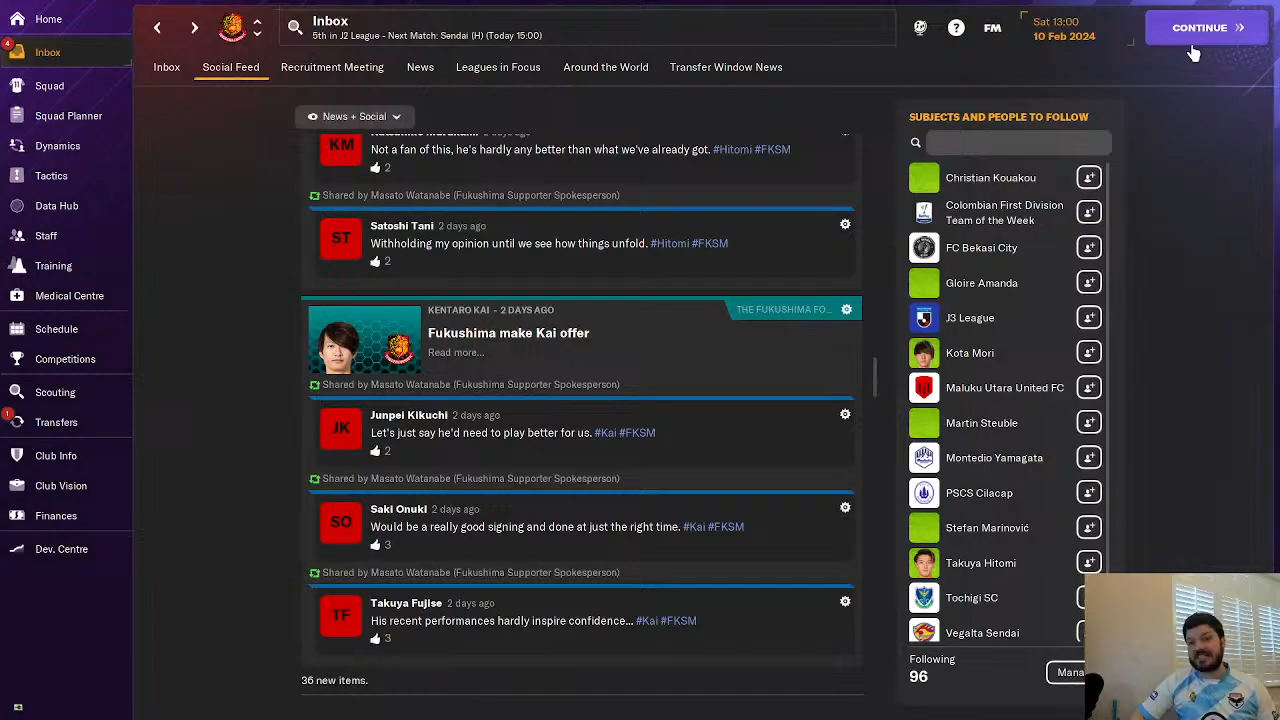 Home
4
Inbox
Squad
Squad Planner
Dynamics
Tactics
Data Hub
Staff
Training
Medical Centre
Schedule
Competitions
Scouting
1
Transfers
Club Info
Club Vision
Finances
Dev. Centre
Inbox
5th in J2 League - Next Match: Sendai (H) (Today 15:00)
?
FM
Sat 13:00
10 Feb 2024
CONTINUE
Inbox
Social Feed
Recruitment Meeting
News
Leagues in Focus
Around the World
Transfer Window News
News + Social
KM
Not a fan of this, he's hardly any better than what we've already got. #Hitomi #FKSM
2
Shared by Masato Watanabe (Fukushima Supporter Spokesperson)
ST
Satoshi Tani 2 days ago
Withholding my opinion until we see how things unfold. #Hitomi #FKSM
2
KENTARO KAI - 2 DAYS AGO
THE FUKUSHIMA FO...
Fukushima make Kai offer
Read more...
Shared by Masato Watanabe (Fukushima Supporter Spokesperson)
JK
Junpei Kikuchi 2 days ago
Let's just say he'd need to play better for us. #Kai #FKSM
2
Shared by Masato Watanabe (Fukushima Supporter Spokesperson)
SO
Saki Onuki 2 days ago
Would be a really good signing and done at just the right time. #Kai #FKSM
3
Shared by Masato Watanabe (Fukushima Supporter Spokesperson)
TF
Takuya Fujise 2 days ago
His recent performances hardly inspire confidence... #Kai #FKSM
3
36 new items.
SUBJECTS AND PEOPLE TO FOLLOW
Christian Kouakou
Colombian First Division
Team of the Week
FC Bekasi City
Gloire Amanda
J3 League
Kota Mori
Maluku Utara United FC
Martin Steuble
Montedio Yamagata
PSCS Cilacap
Stefan Marinovic
Takuya Hitomi
Tochigi SC
Vegalta Sendai
Following
96
Mana